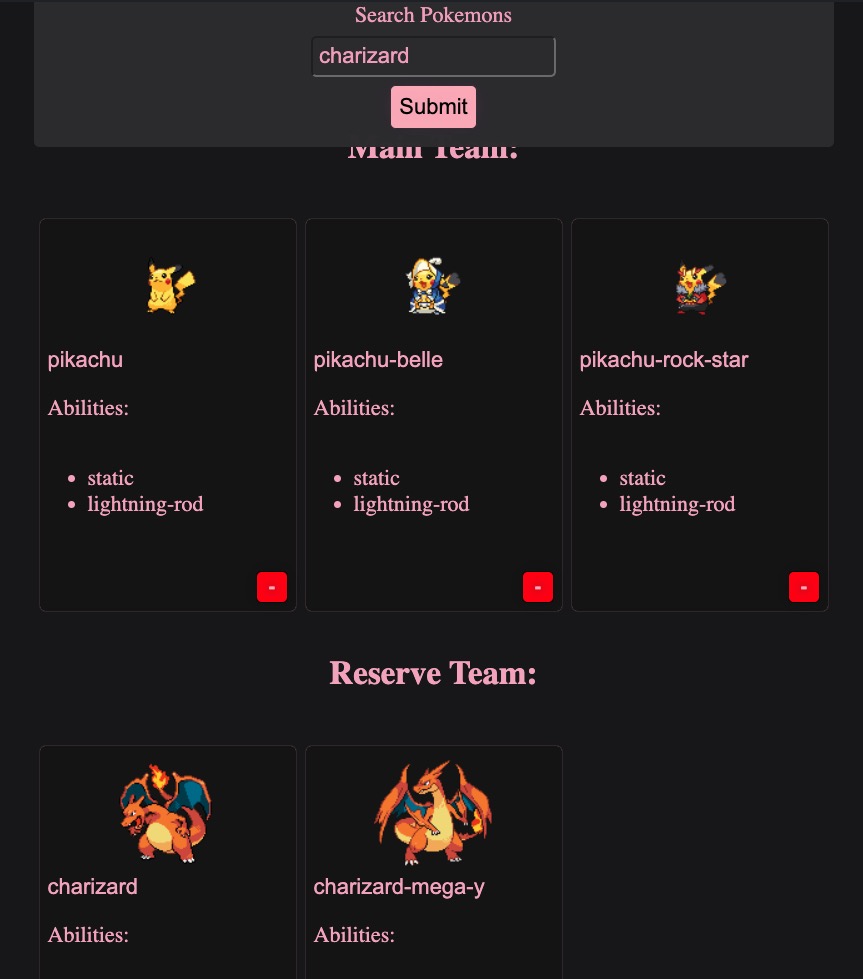 Search Pokemons
charizard
Submit
Main Team:
pikachu
Abilities:
• static
• lightning-rod
-
pikachu-belle
Abilities:
• static
• lightning-rod
-
pikachu-rock-star
Abilities:
• static
• lightning-rod
-
Reserve Team:
charizard
Abilities:
charizard-mega-y
Abilities: